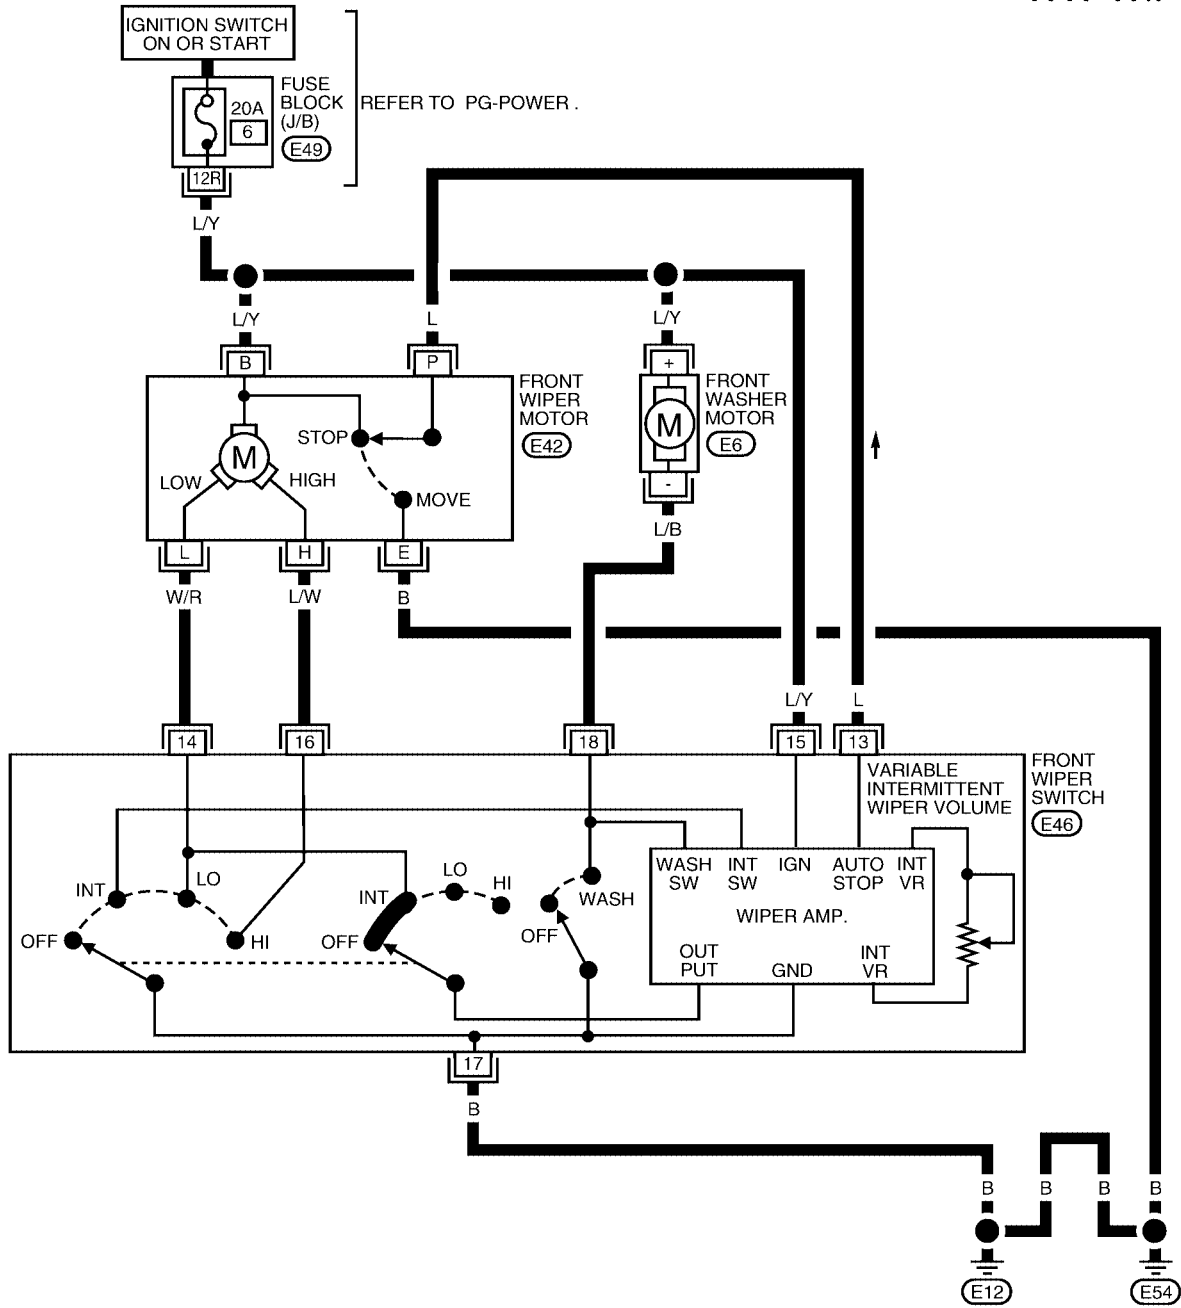 IGNITION SWITCH
ON OR START
FUSE
BLOCK
(J/B)
E49
20A
6
REFER TO PG-POWER .
12R
L/Y
L/Y
L
L/Y
B
P
+
FRONT
WIPER
MOTOR
E42
FRONT
WASHER
MOTOR
E6
M
STOP
M
LOW
HIGH
MOVE
-
L
H
E
L/B
W/R
L/W
B
L/Y
L
14
16
18
15
13
FRONT
WIPER
SWITCH
E46
VARIABLE
INTERMITTENT
WIPER VOLUME
WASH
SW
INT
SW
IGN
AUTO
STOP
INT
VR
WIPER AMP.
OUT
PUT
GND
INT
VR
INT
LO
OFF
HI
INT
LO
HI
OFF
WASH
OFF
17
B
B
B
B
B
E12
E54